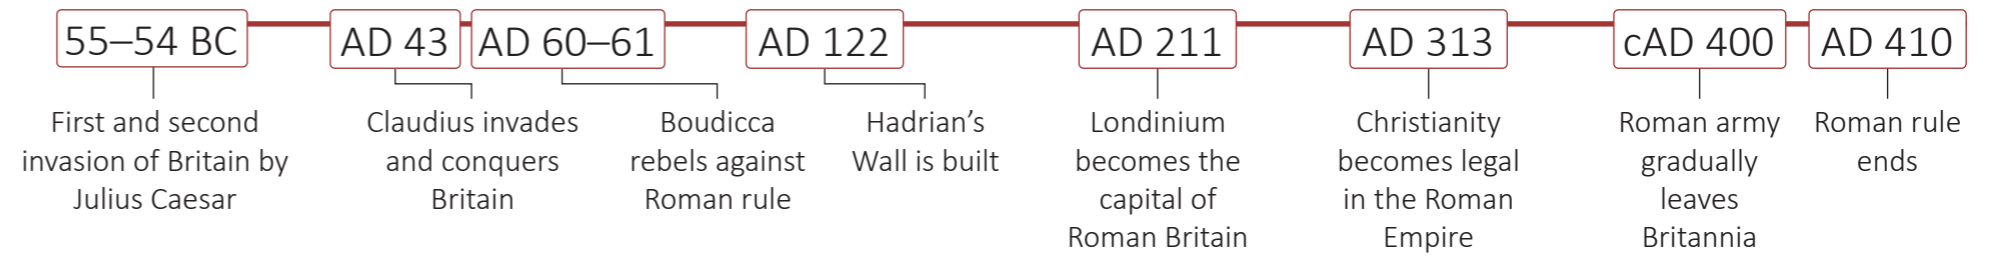 55–54 BC
First and second
invasion of Britain by
Julius Caesar
AD 43
Claudius invades
and conquers
Britain
AD 60–61
Boudicca
rebels against
Roman rule
AD 122
Hadrian’s
Wall is built
AD 211
Londinium
becomes the
capital of
Roman Britain
AD 313
Christianity
becomes legal
in the Roman
Empire
cAD 400
Roman army
gradually
leaves
Britannia
AD 410
Roman rule
ends